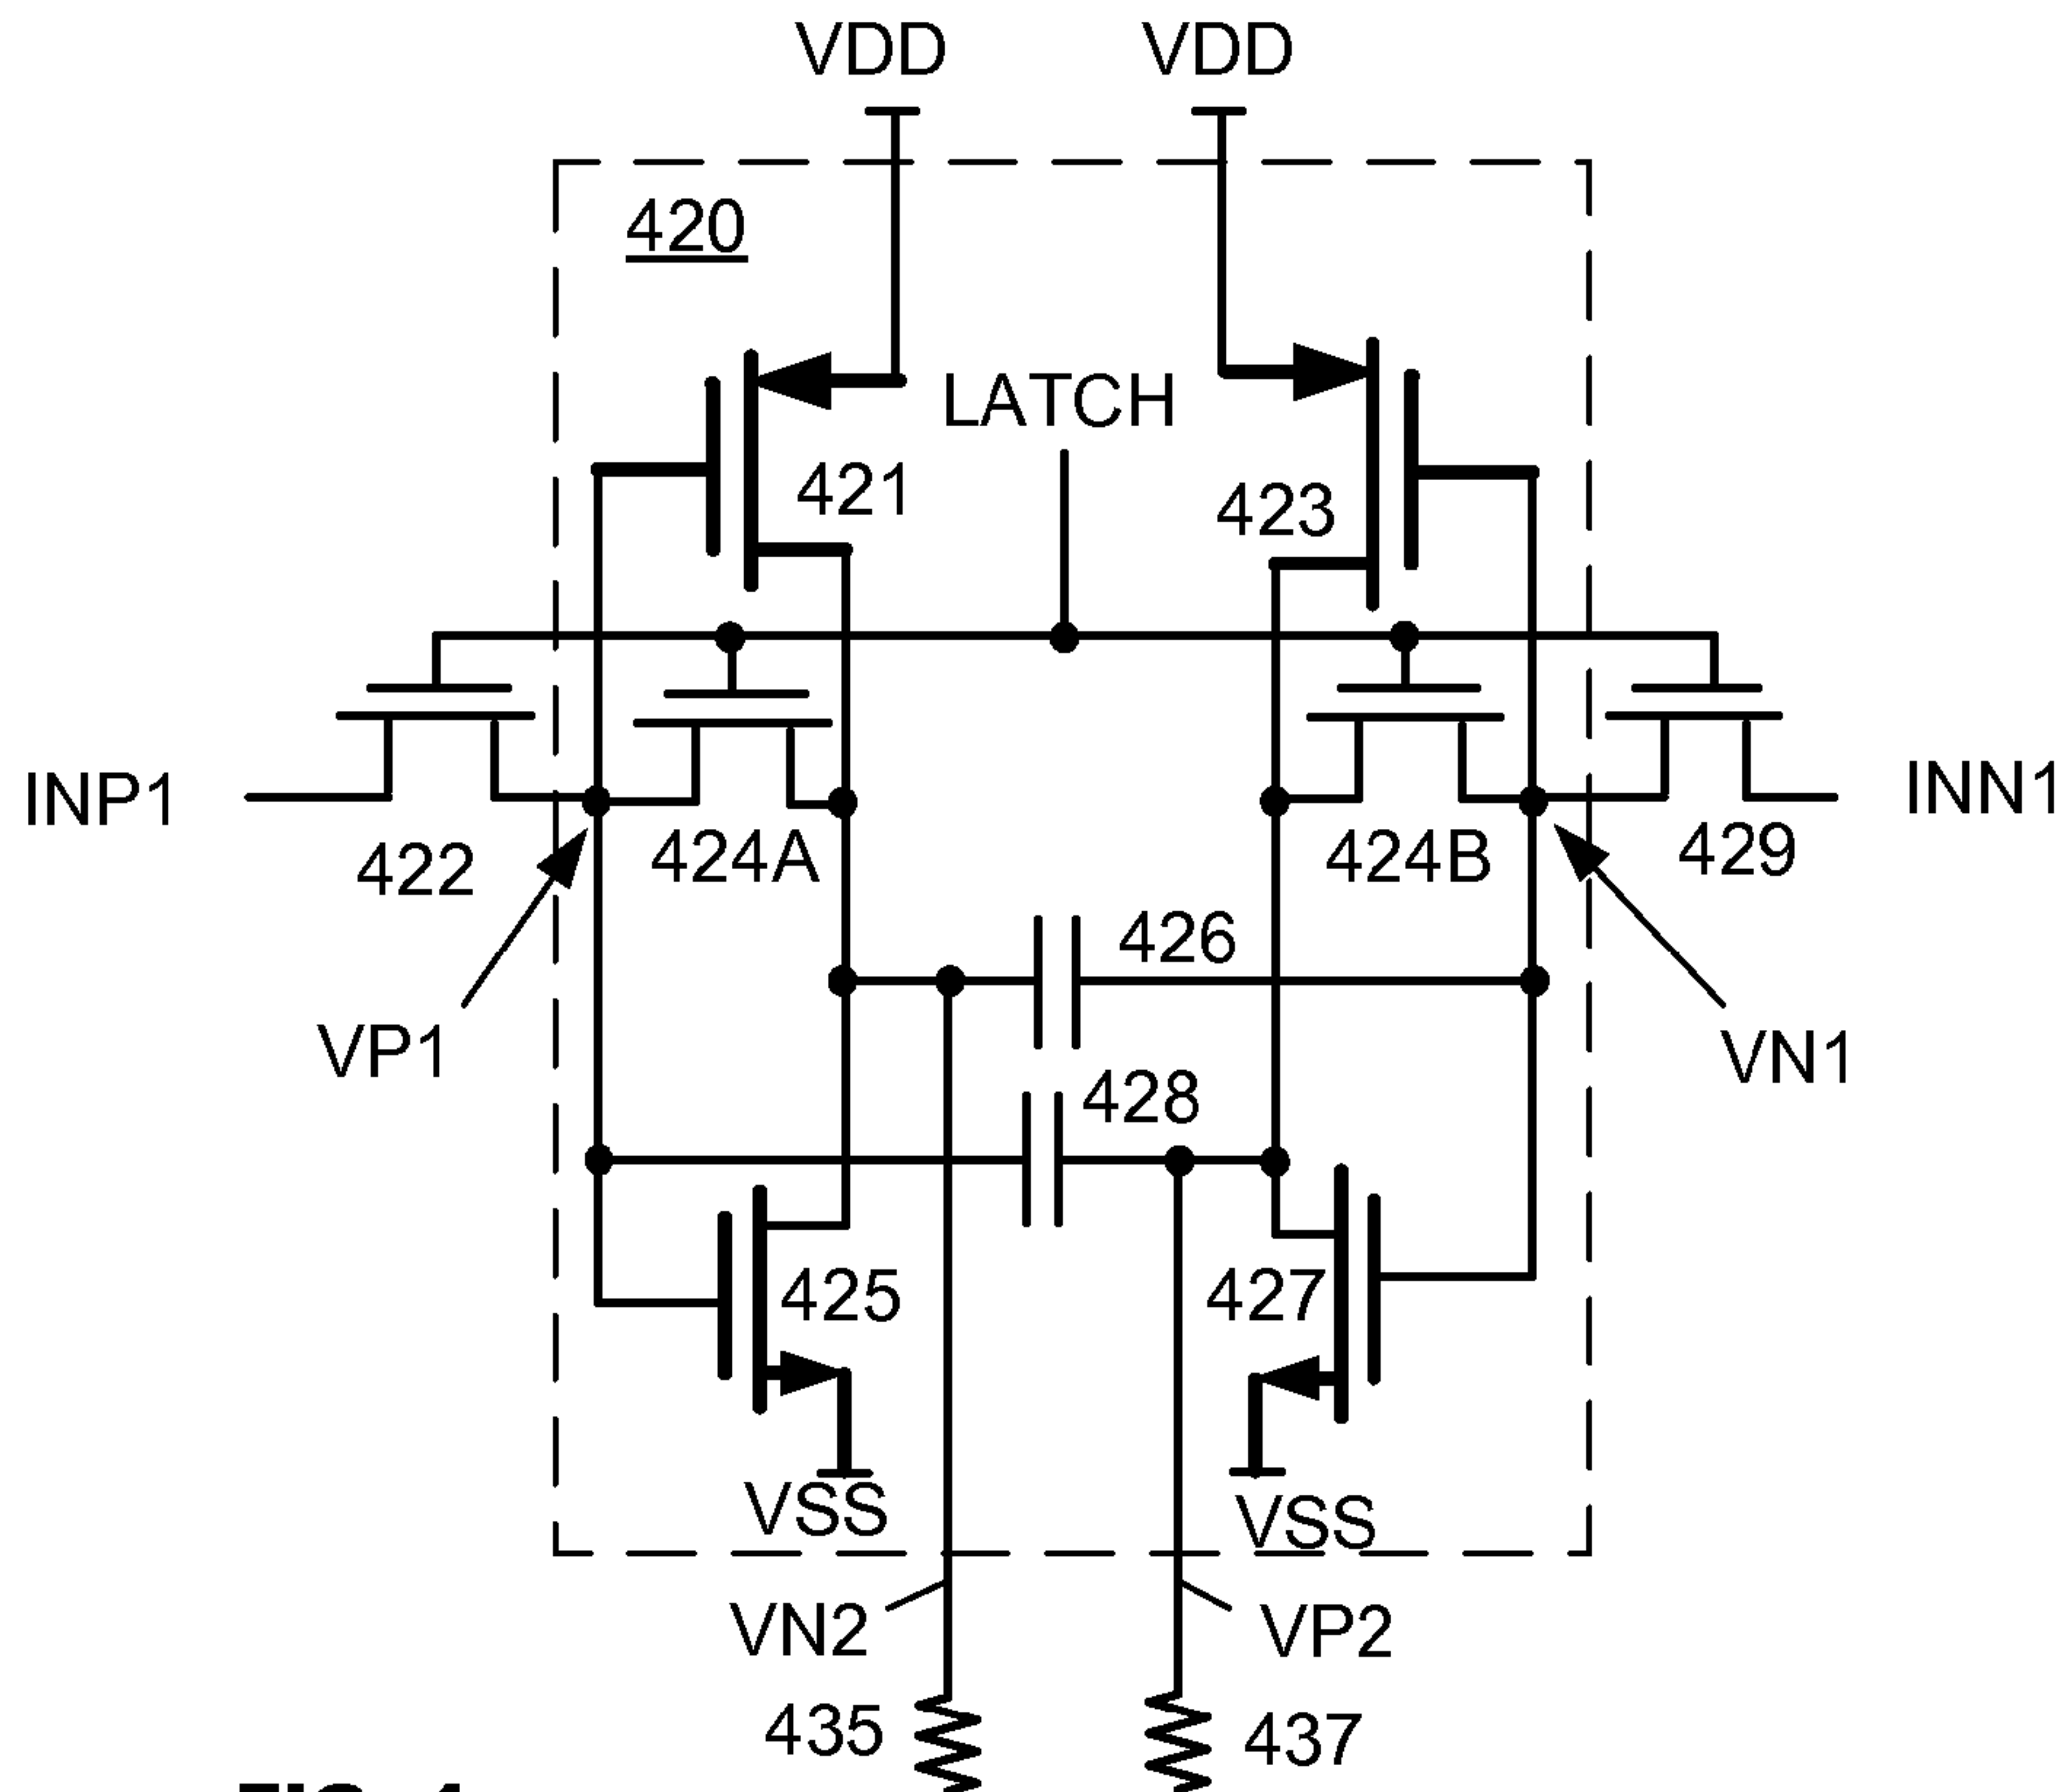 VDD VDD
420
LATCH
421
423
INP1
INN1
422
424A
424B
429
426
VP1
VN1
428
425
427
VSS
VSS
VN2
VP2
435
437